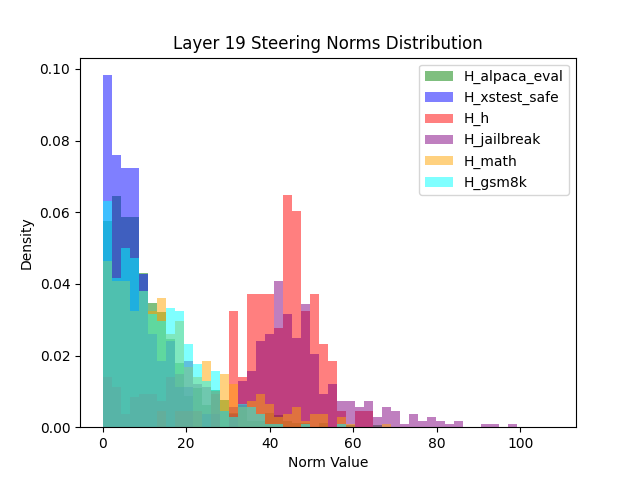 Layer 19 Steering Norms Distribution
0.10
0.08
0.06
0.04
0.02
0.00
Density
H_alpaca_eval
H_xstest_safe
H_h
H_jailbreak
H_math
H_gsm8k
0 20 40 60 80 100
Norm Value